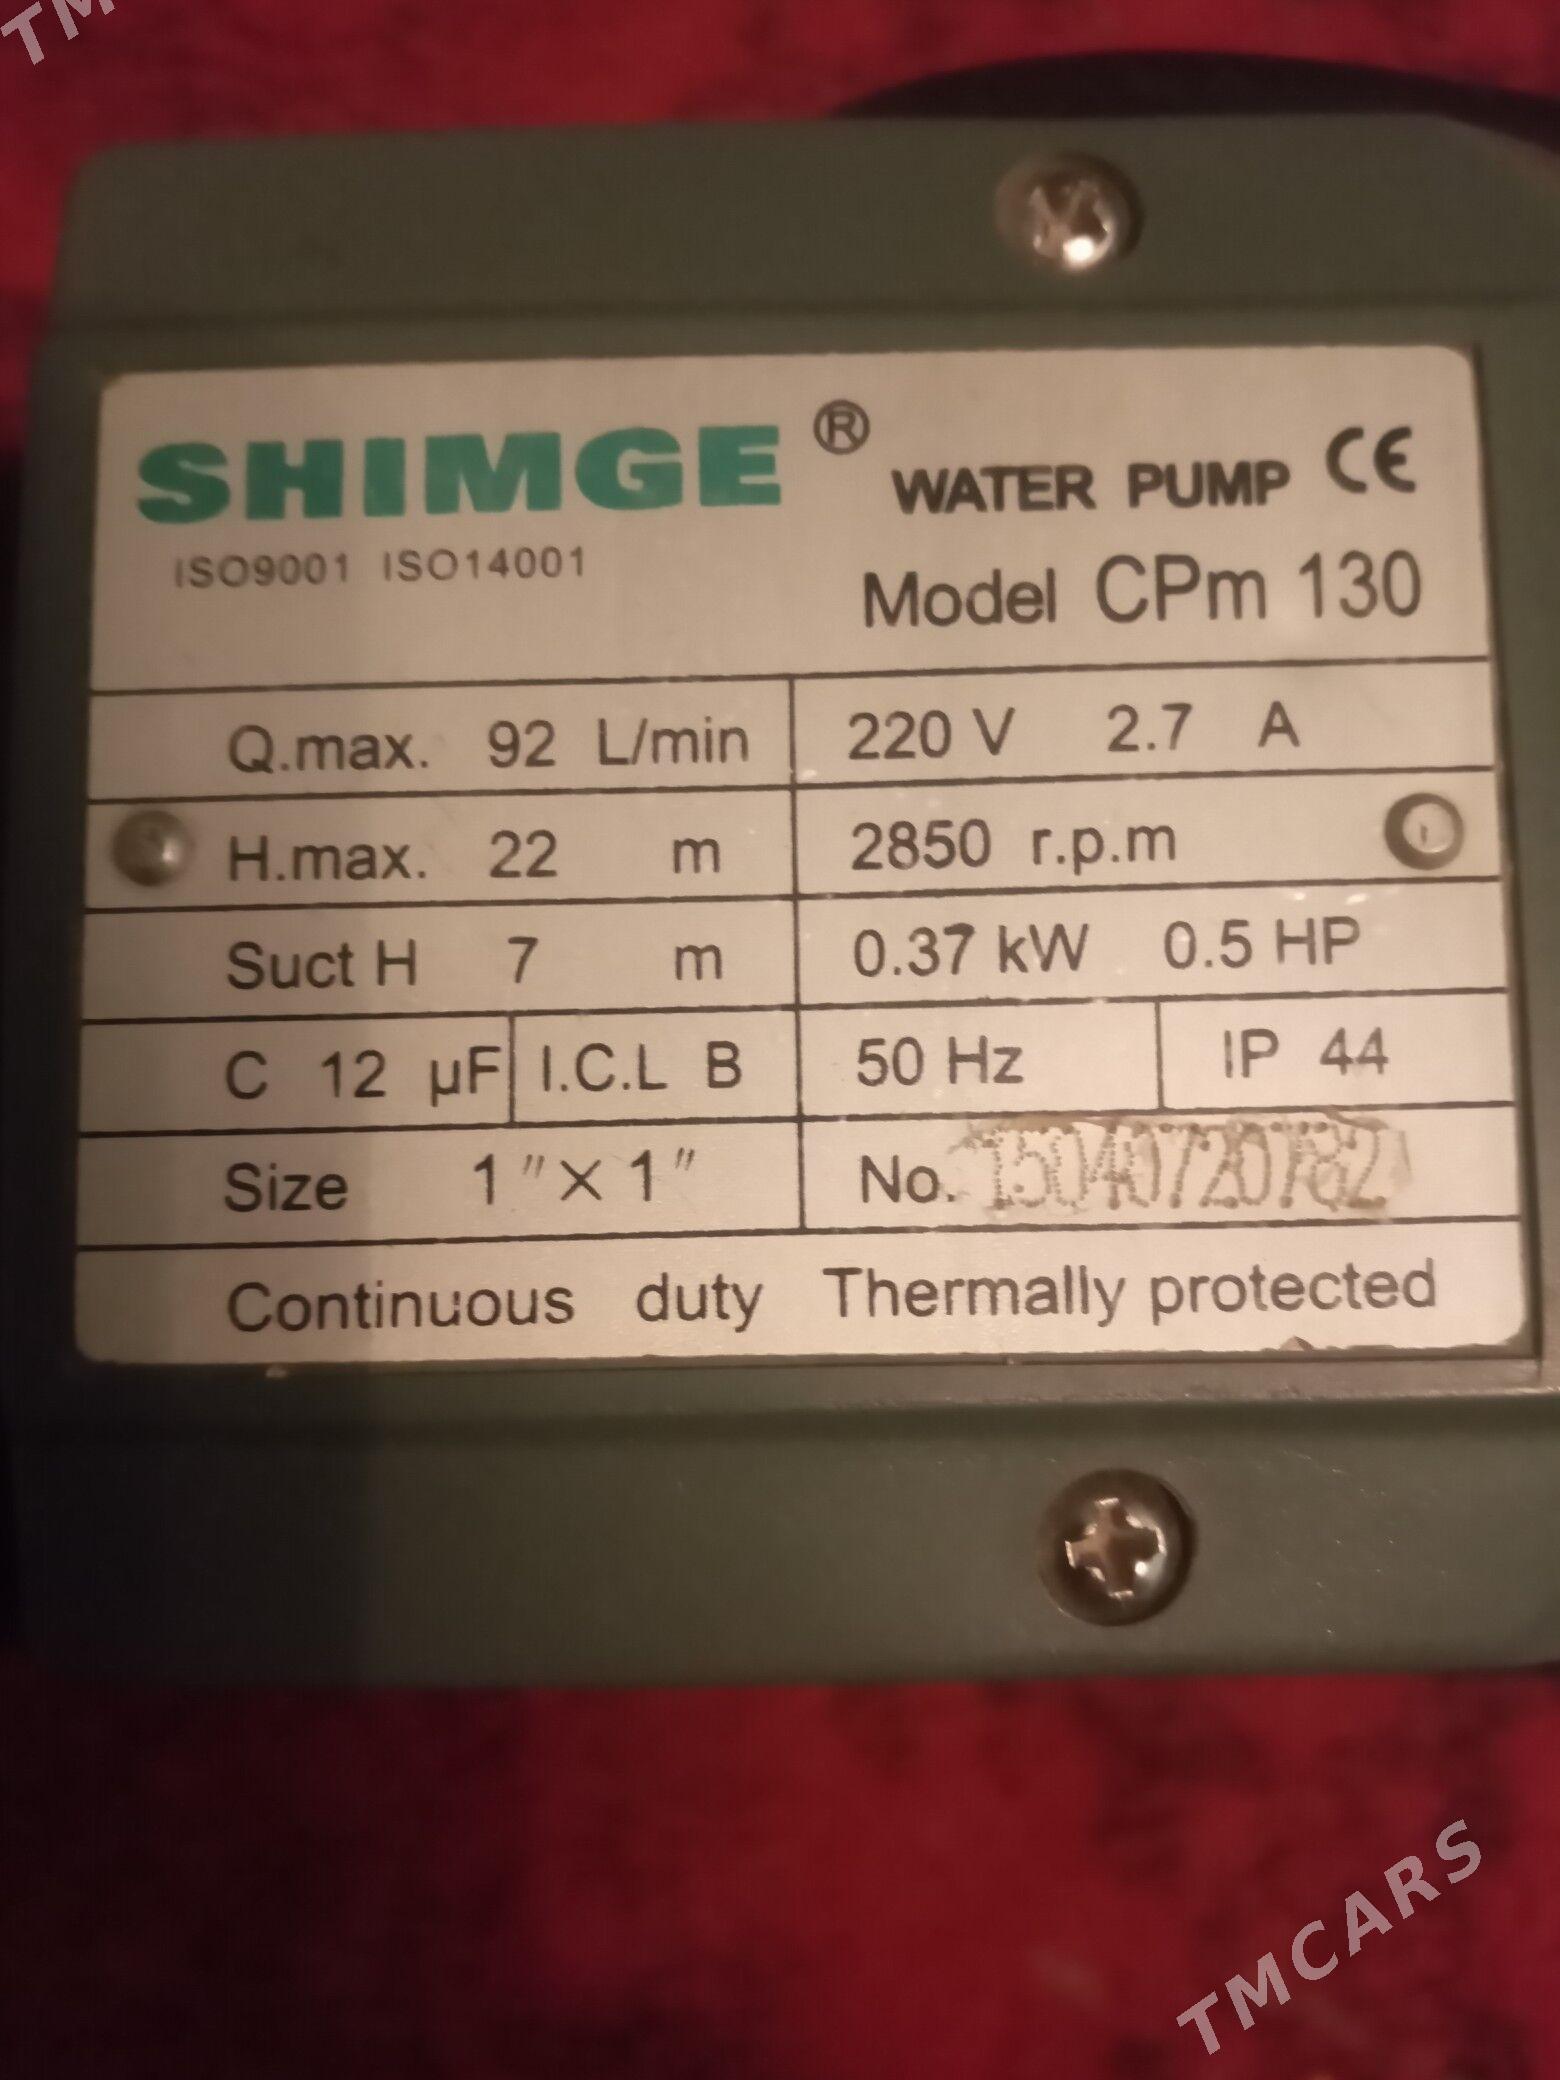 TM
SHIMGE ® WATER PUMP CE
ISO9001 ISO14001
Model CPm 130
Q.max. 92 L/min 220 V 2.7 A
H.max. 22 m 2850 r.p.m
Suct H 7 m 0.37 kW 0.5 HP
C 12 µF I.C.L B 50 Hz IP 44
Size 1"×1" No. 150407207182
Continuous duty Thermally protected
TMCARS